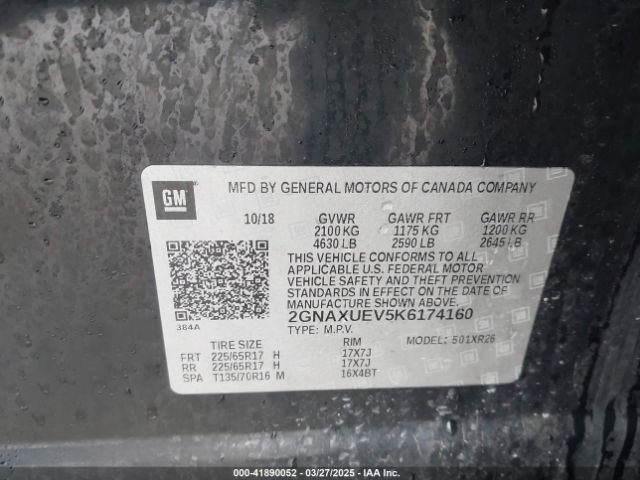 GM
MFD BY GENERAL MOTORS OF CANADA COMPANY
10/18 GVWR GAWR FRT GAWR RR
2100 KG 1175 KG 1200 KG
4630 LB 2590 LB 2645 LB
THIS VEHICLE CONFORMS TO ALL
APPLICABLE U.S. FEDERAL MOTOR
VEHICLE SAFETY AND THEFT PREVENTION
STANDARDS IN EFFECT ON THE DATE OF
MANUFACTURE SHOWN ABOVE.
2GNAXUEV5K6174160
384A
TYPE: M.P.V. MODEL: 501XR26
TIRE SIZE RIM
FRT 225/65R17 H 17X7J
RR 225/65R17 H 17X7J
SPA T135/70R16 M 16X4BT
000-41890052 — 03/27/2025 — IAA Inc.